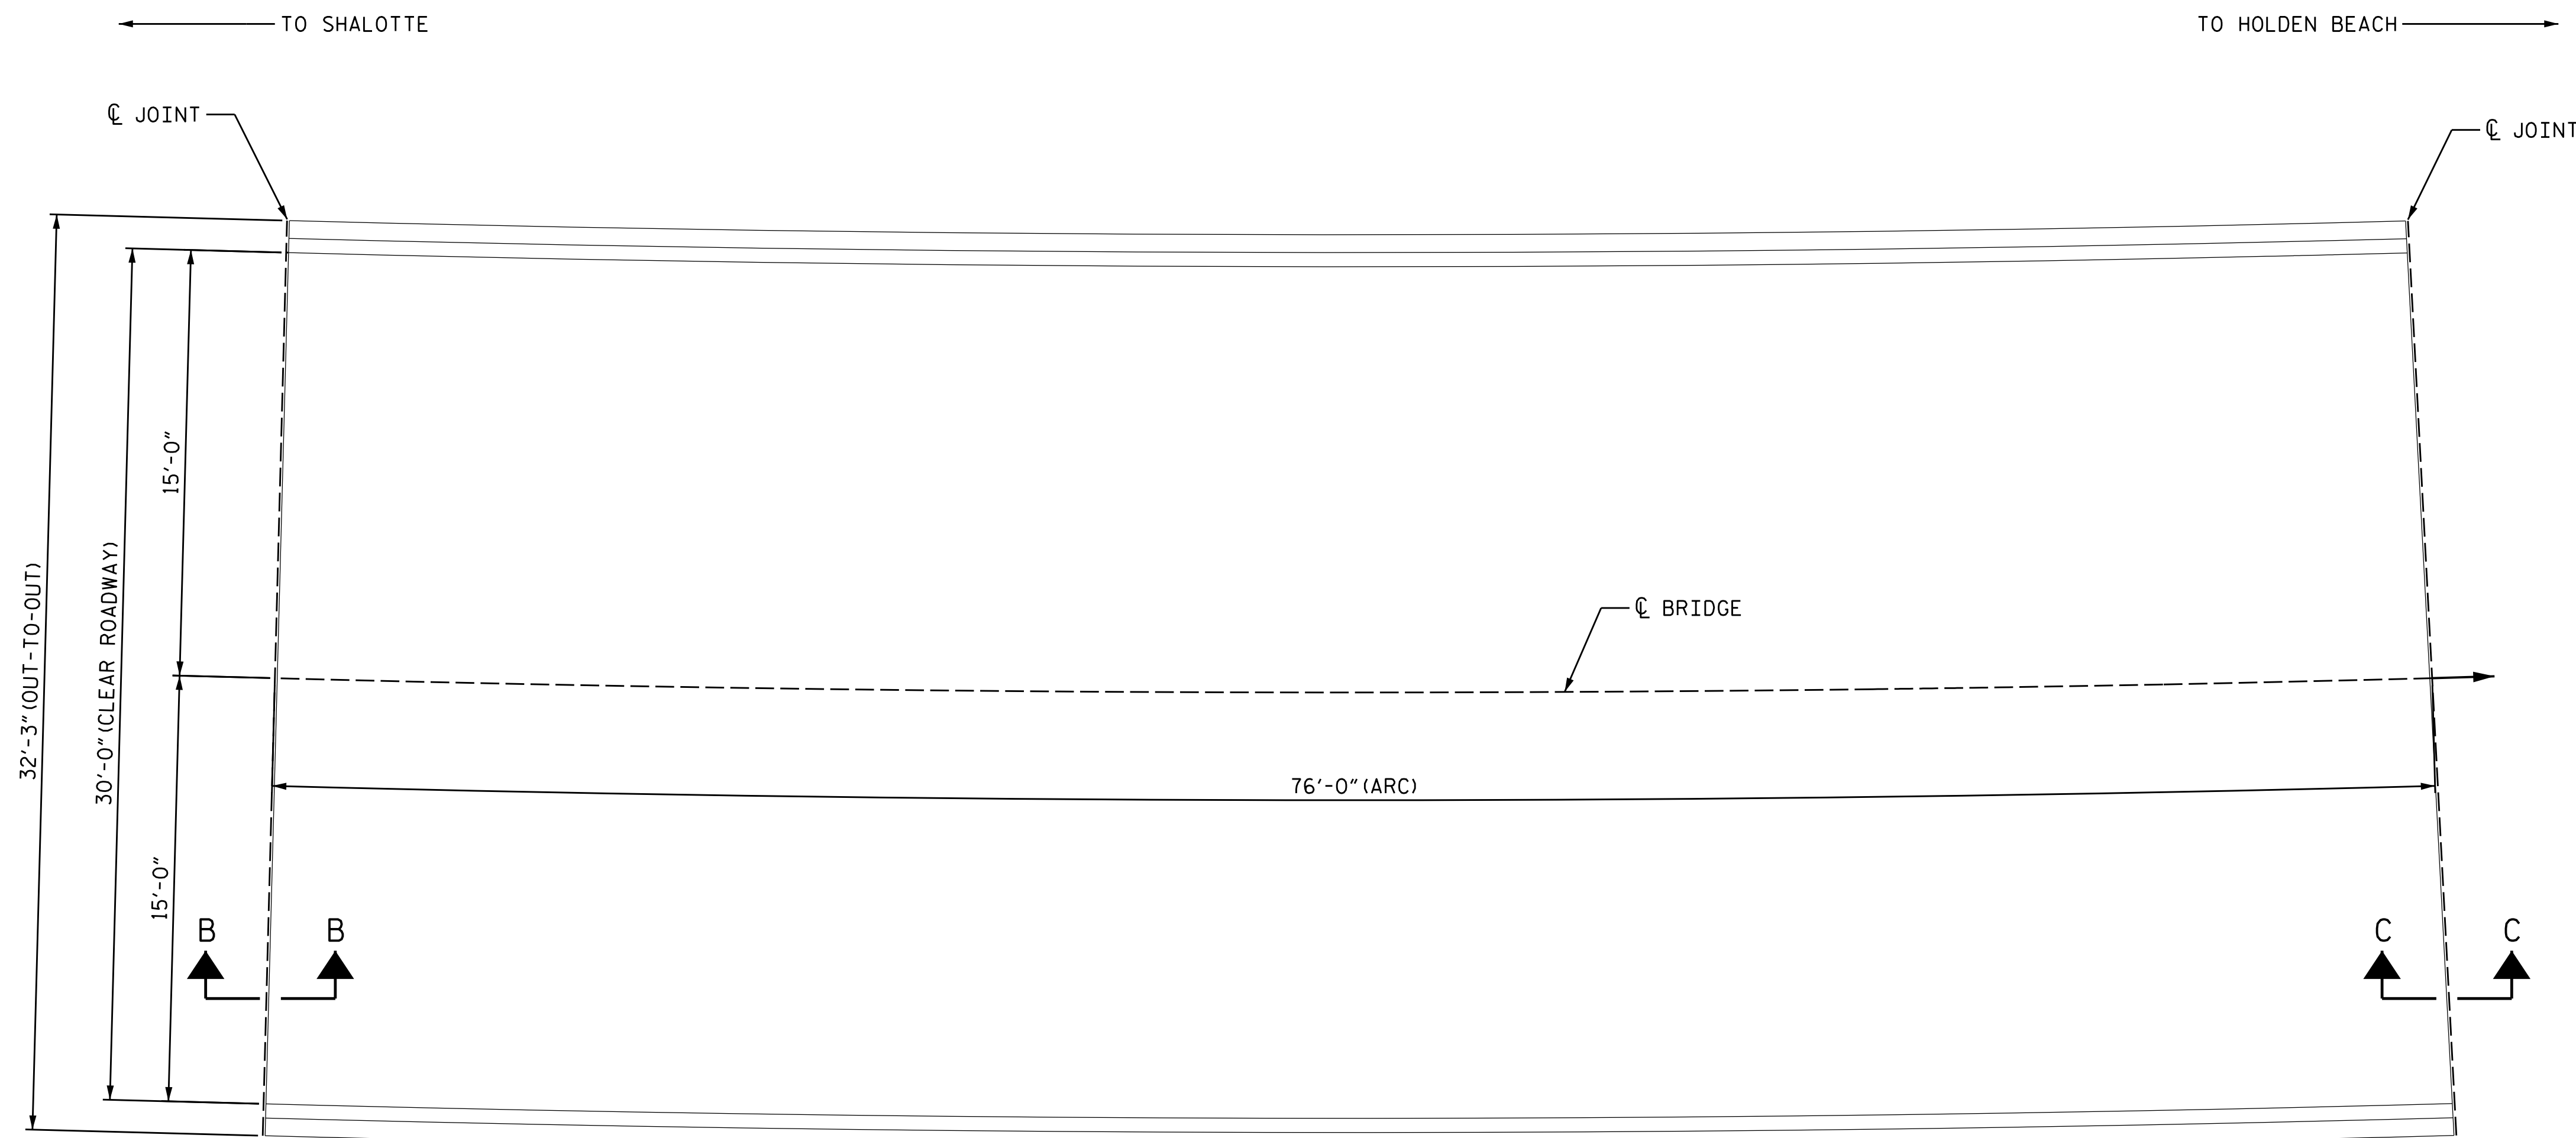 TO SHALOTTE
TO HOLDEN BEACH
℄ JOINT
℄ JOINT
15'-0"
32'-3" (OUT-TO-OUT)
30'-0" (CLEAR ROADWAY)
℄ BRIDGE
76'-0" (ARC)
15'-0"
B B
C C